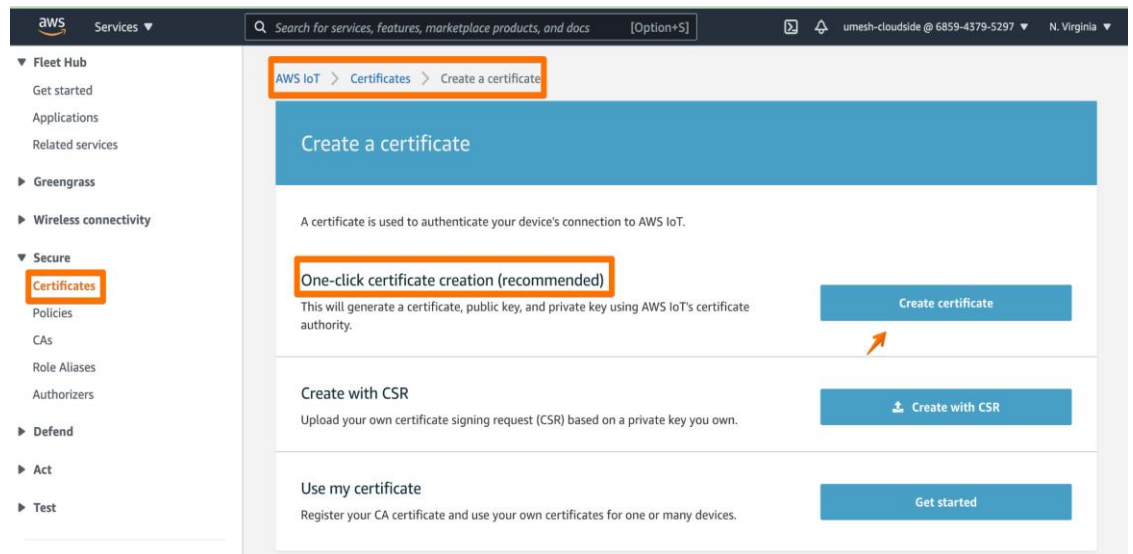 aws Services ▼ Search for services, features, marketplace products, and docs [Option+S] umesh-cloudside @ 6859-4379-5297 ▼ N. Virginia ▼
▼ Fleet Hub
Get started
Applications
Related services
▶ Greengrass
▶ Wireless connectivity
▼ Secure
Certificates
Policies
CAs
Role Aliases
Authorizers
▶ Defend
▶ Act
▶ Test
AWS IoT > Certificates > Create a certificate
Create a certificate
A certificate is used to authenticate your device's connection to AWS IoT.
One-click certificate creation (recommended)
This will generate a certificate, public key, and private key using AWS IoT's certificate
authority.
Create certificate
Create with CSR
Upload your own certificate signing request (CSR) based on a private key you own.
Create with CSR
Use my certificate
Register your CA certificate and use your own certificates for one or many devices.
Get started